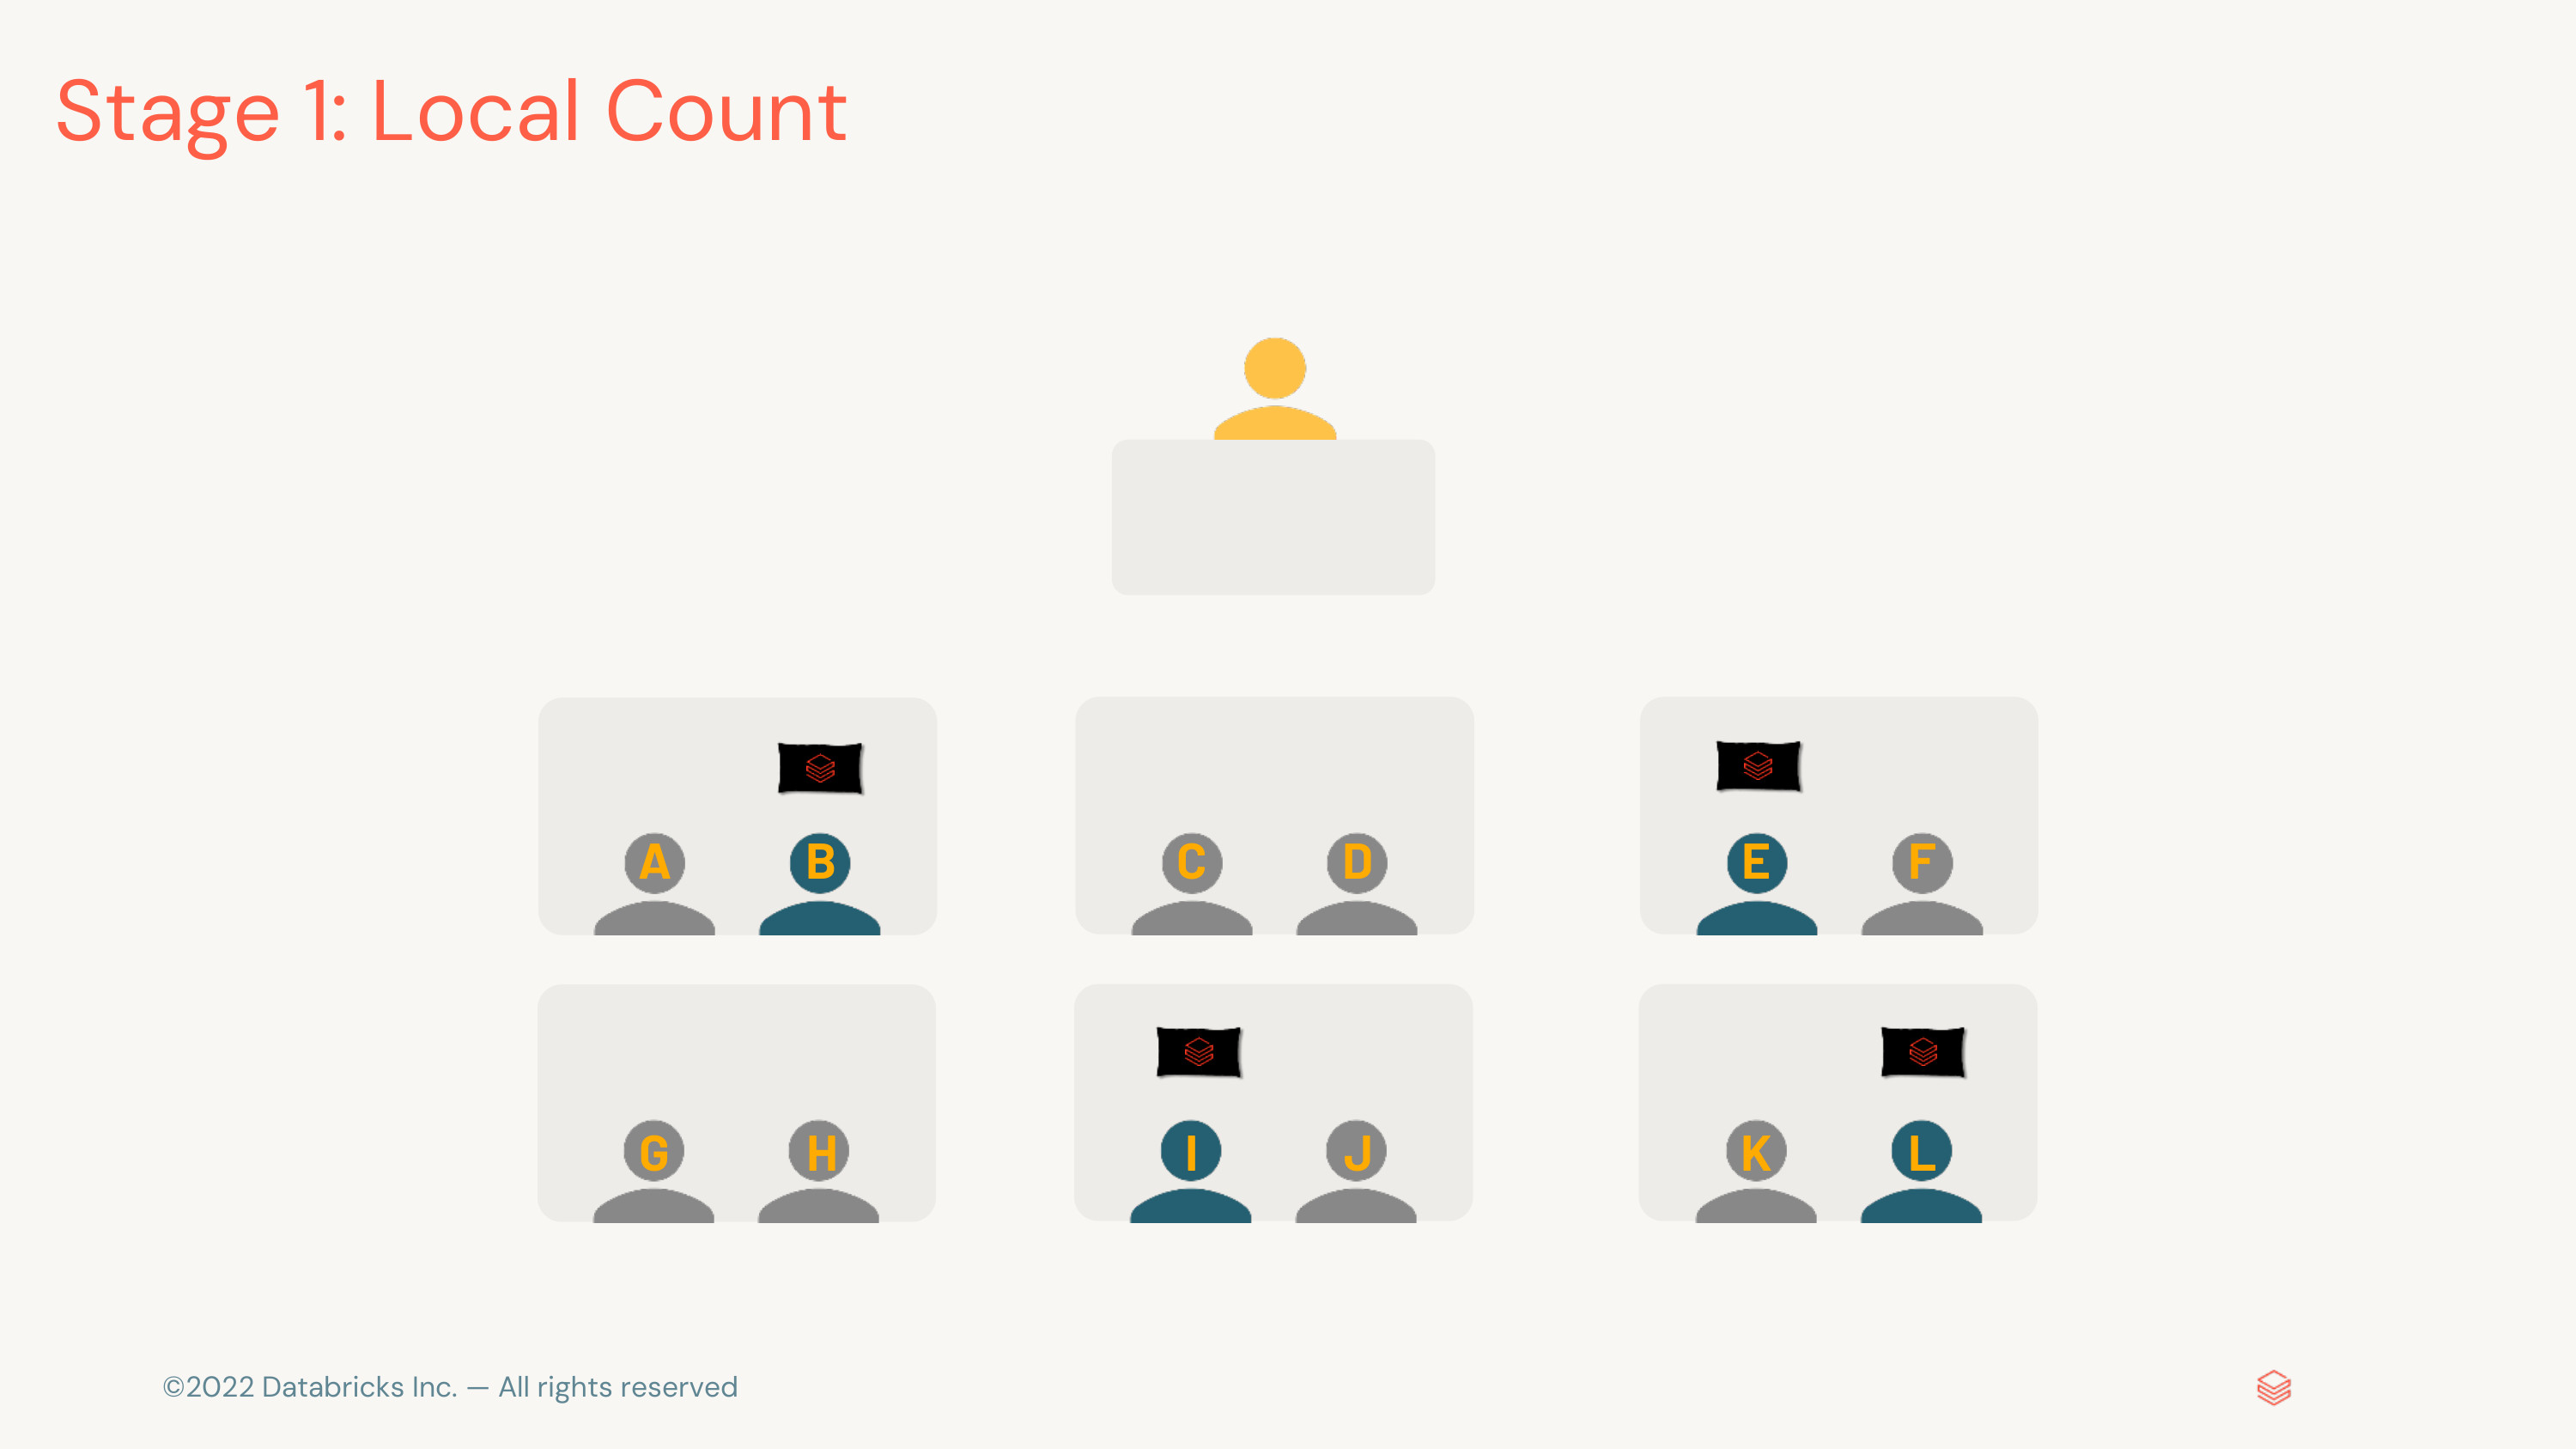 Stage 1: Local Count
A B
C D
E F
G H
I J
K L
©2022 Databricks Inc. — All rights reserved